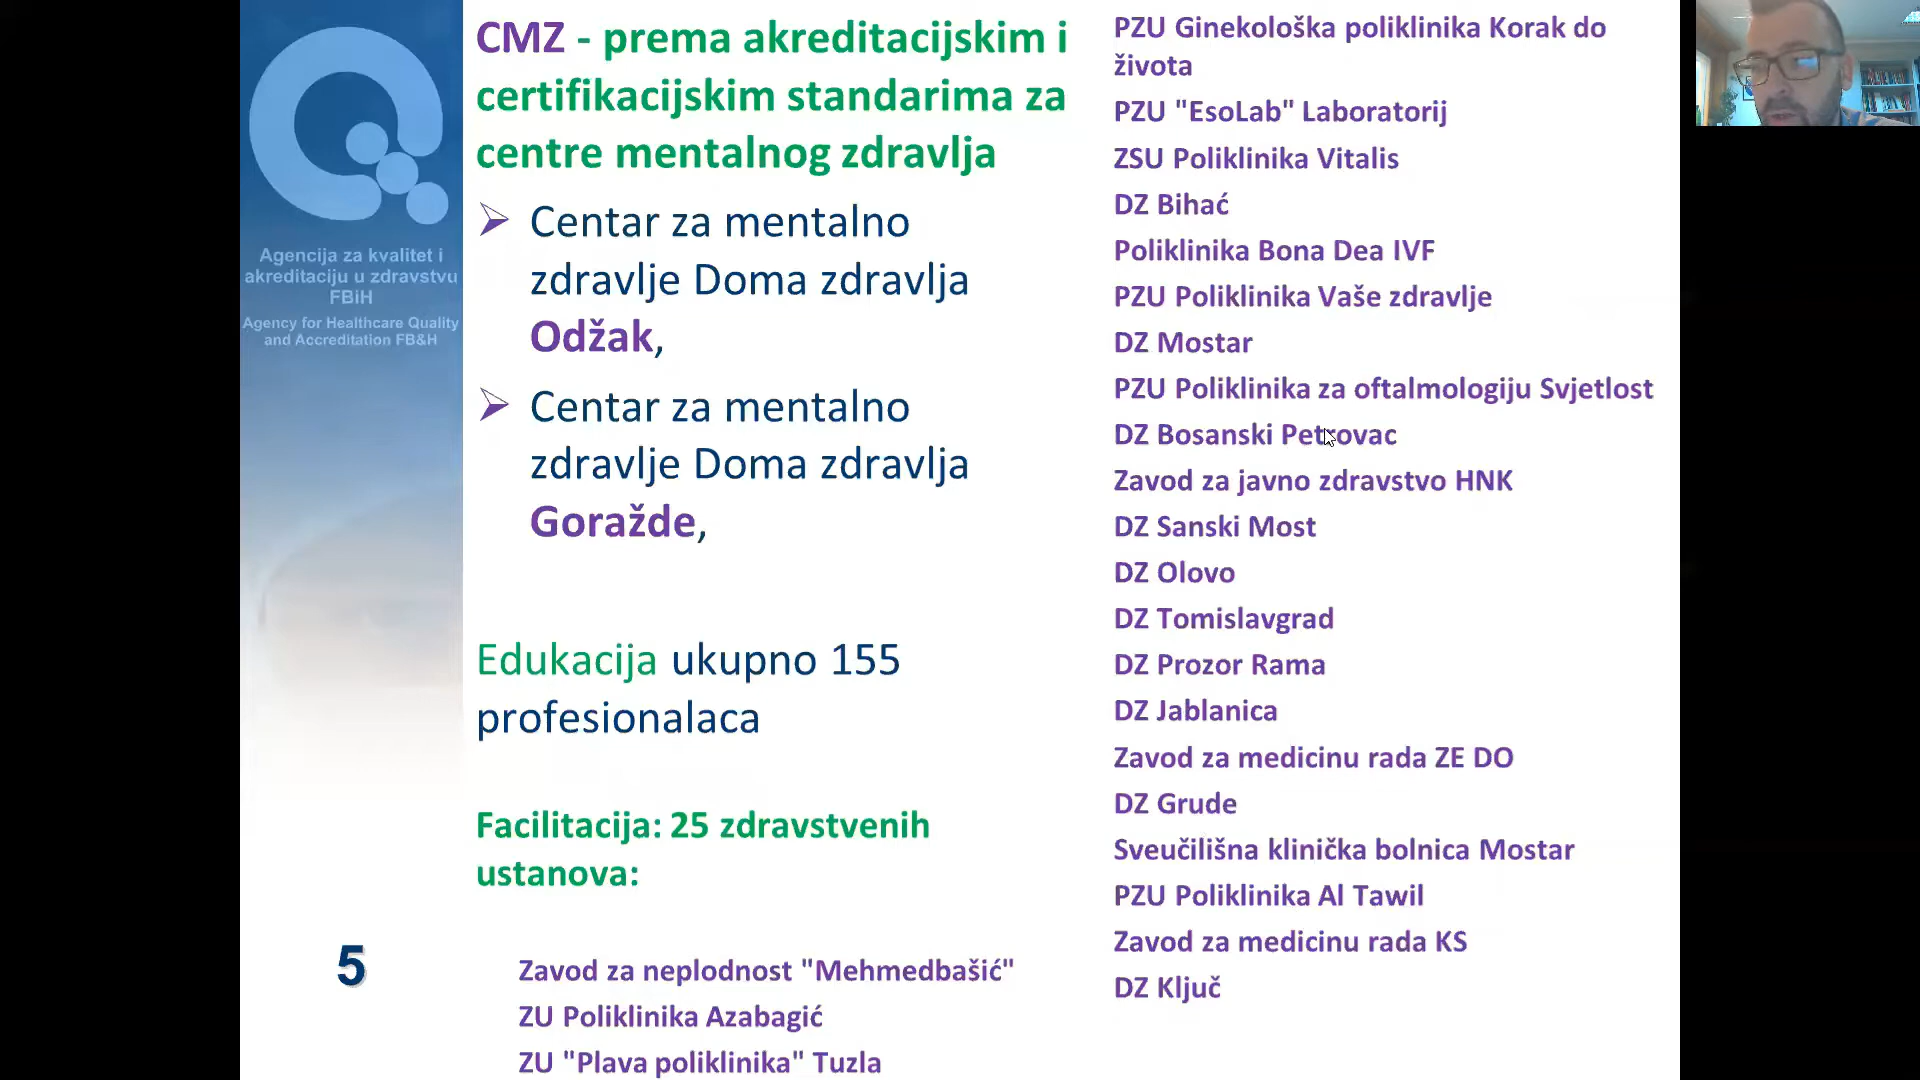 Agencija za kvalitet i
akreditaciju u zdravstvu
FBiH
Agency for Healthcare Quality
and Accreditation FB&H
5
CMZ - prema akreditacijskim i
certifikacijskim standarima za
centre mentalnog zdravlja
Centar za mentalno
zdravlje Doma zdravlja
Odžak,
Centar za mentalno
zdravlje Doma zdravlja
Goražde,
Edukacija ukupno 155
profesionalaca
Facilitacija: 25 zdravstvenih
ustanova:
Zavod za neplodnost "Mehmedbašić"
ZU Poliklinika Azabagić
ZU "Plava poliklinika" Tuzla
PZU Ginekološka poliklinika Korak do
života
PZU "EsoLab" Laboratorij
ZSU Poliklinika Vitalis
DZ Bihać
Poliklinika Bona Dea IVF
PZU Poliklinika Vaše zdravlje
DZ Mostar
PZU Poliklinika za oftalmologiju Svjetlost
DZ Bosanski Petrovac
Zavod za javno zdravstvo HNK
DZ Sanski Most
DZ Olovo
DZ Tomislavgrad
DZ Prozor Rama
DZ Jablanica
Zavod za medicinu rada ZE DO
DZ Grude
Sveučilišna klinička bolnica Mostar
PZU Poliklinika Al Tawil
Zavod za medicinu rada KS
DZ Ključ